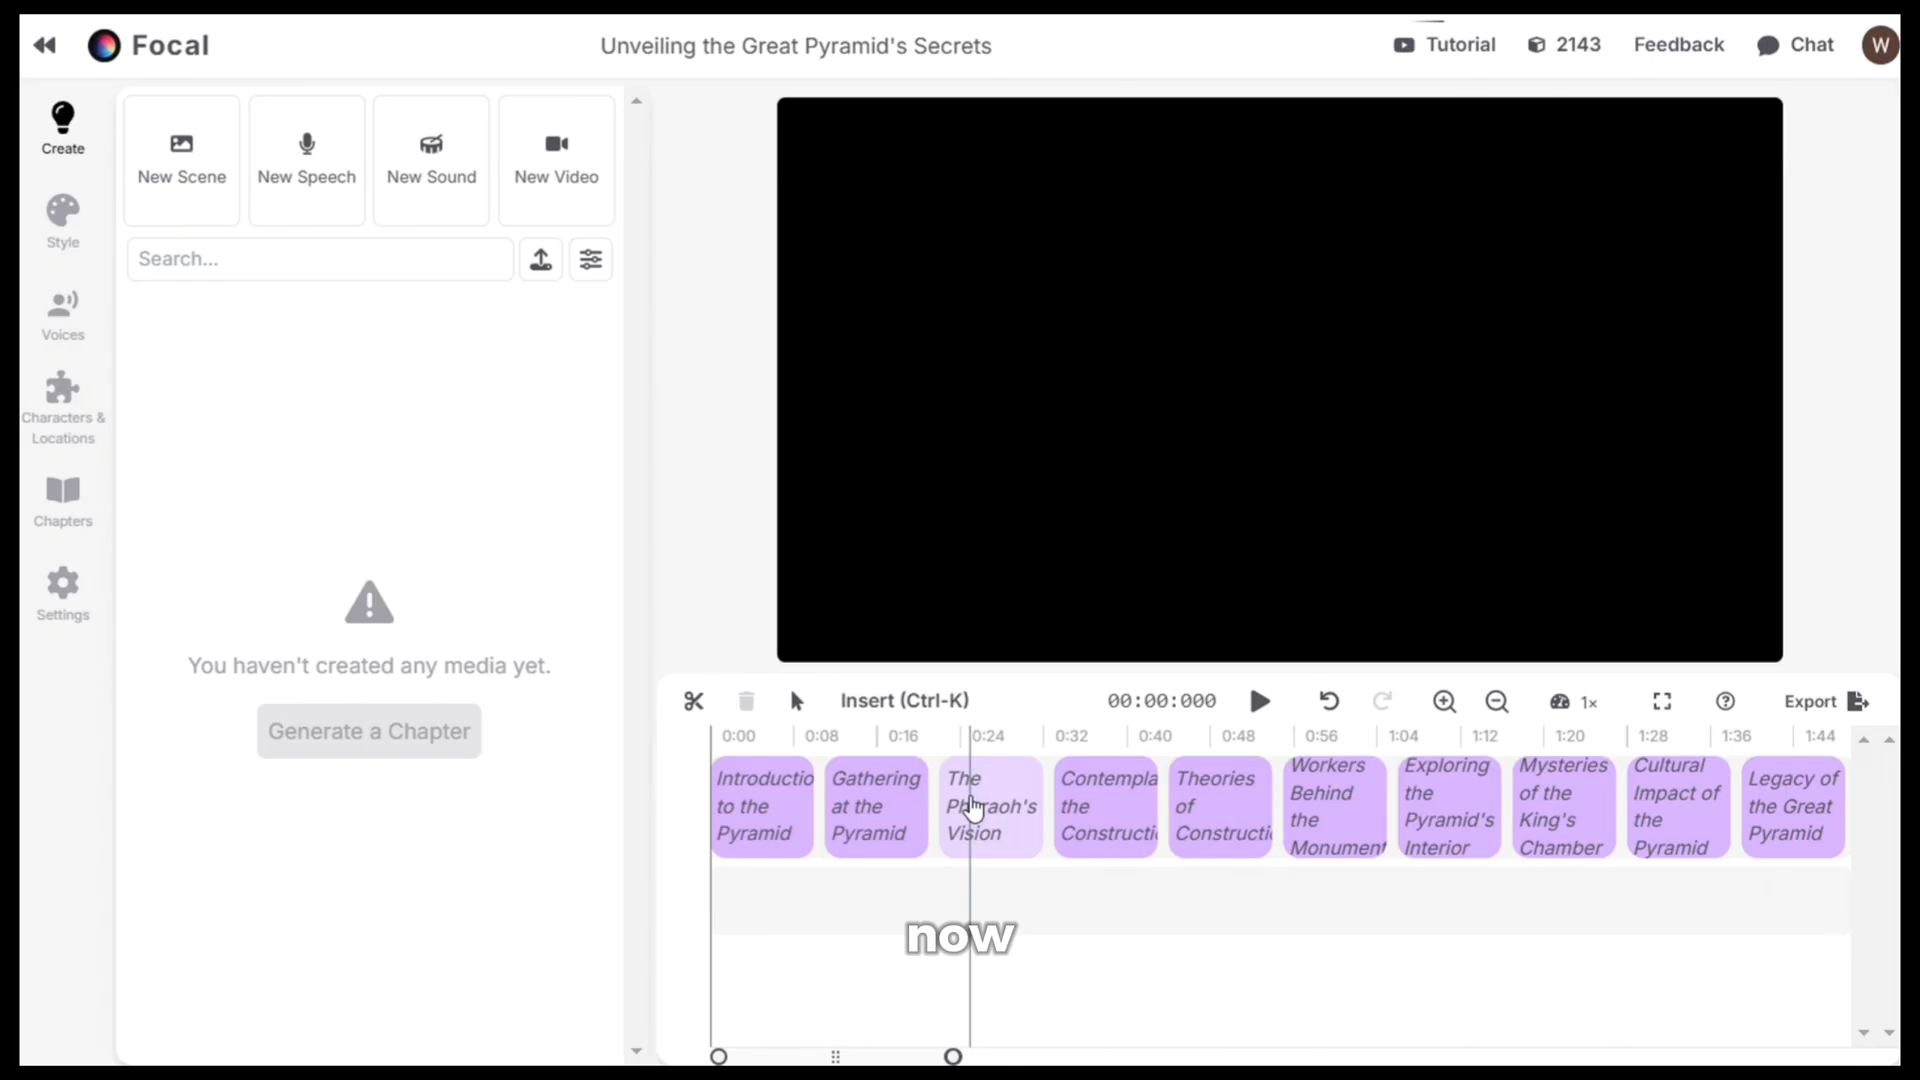 Focal
Unveiling the Great Pyramid's Secrets
Tutorial
2143
Feedback
Chat
W
Create
Style
Voices
Characters &
Locations
Chapters
Settings
New Scene
New Speech
New Sound
New Video
Search...
You haven't created any media yet.
Generate a Chapter
Insert (Ctrl-K)
00:00:000
1x
Export
0:00
0:08
0:16
0:24
0:32
0:40
0:48
0:56
1:04
1:12
1:20
1:28
1:36
1:44
Introductio
to the
Pyramid
Gathering
at the
Pyramid
The
Pharaoh's
Vision
Contempla
the
Constructi
Theories
of
Constructi
Workers
Behind
the
Monument
Exploring
the
Pyramid's
Interior
Mysteries
of the
King's
Chamber
Cultural
Impact of
the
Pyramid
Legacy of
the Great
Pyramid
now